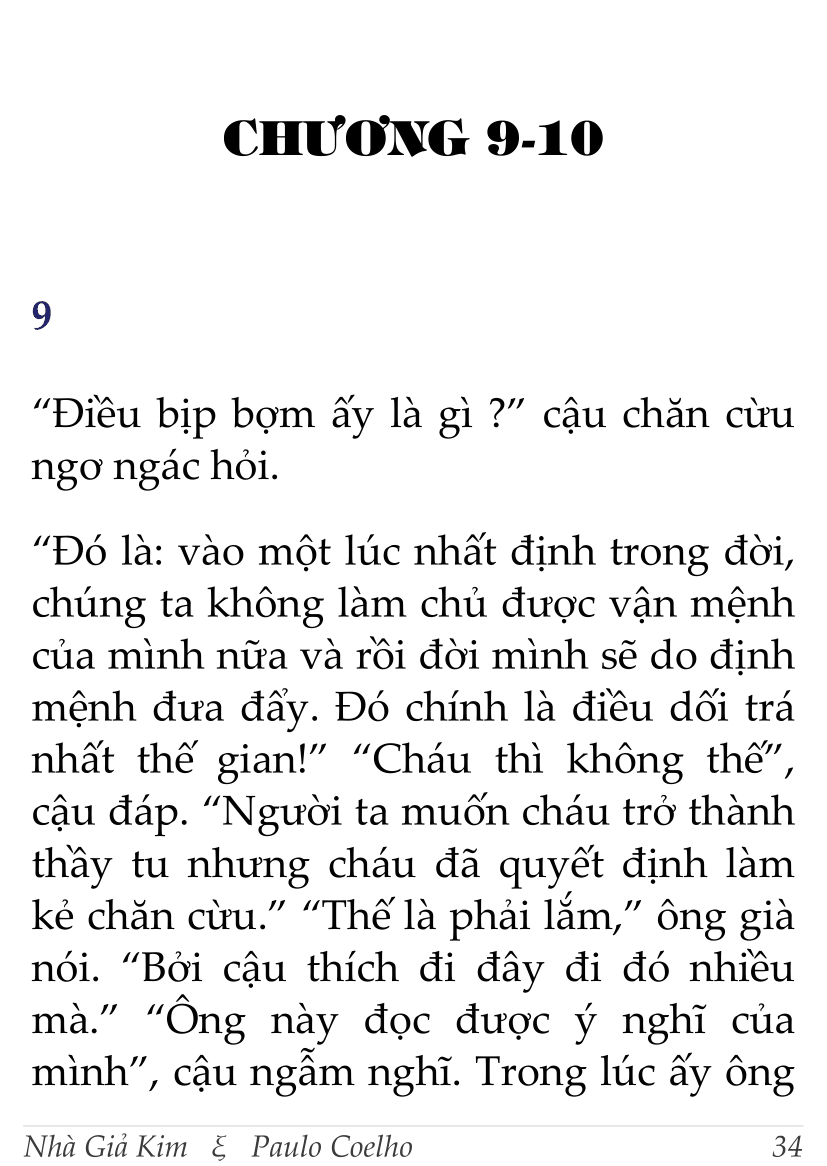 CHƯƠNG 9-10
9
“Điều bịp bợm ấy là gì ?” cậu chăn cừu
ngơ ngác hỏi.
“Đó là: vào một lúc nhất định trong đời,
chúng ta không làm chủ được vận mệnh
của mình nữa và rồi đời mình sẽ do định
mệnh đưa đẩy. Đó chính là điều dối trá
nhất thế gian!” “Cháu thì không thế”,
cậu đáp. “Người ta muốn cháu trở thành
thầy tu nhưng cháu đã quyết định làm
kẻ chăn cừu.” “Thế là phải lắm,” ông già
nói. “Bởi cậu thích đi đây đi đó nhiều
mà.” “Ông này đọc được ý nghĩ của
mình”, cậu ngẫm nghĩ. Trong lúc ấy ông
Nhà Giả Kim ξ Paulo Coelho 34